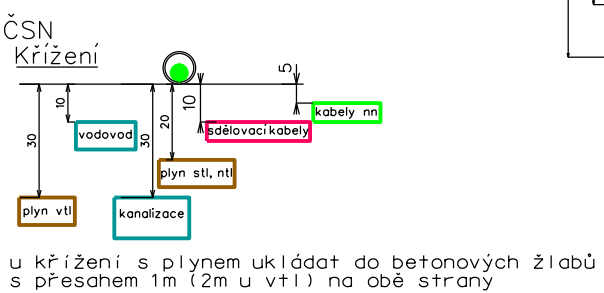 ČSN
Křížení
5
10
10
20
30
30
kabely nn
vodovod
sdělovací kabely
plyn stl, ntl
plyn vtl
kanalizace
u křížení s plynem ukládat do betonových žlabů
s přesahem 1m (2m u vtl) na obě strany